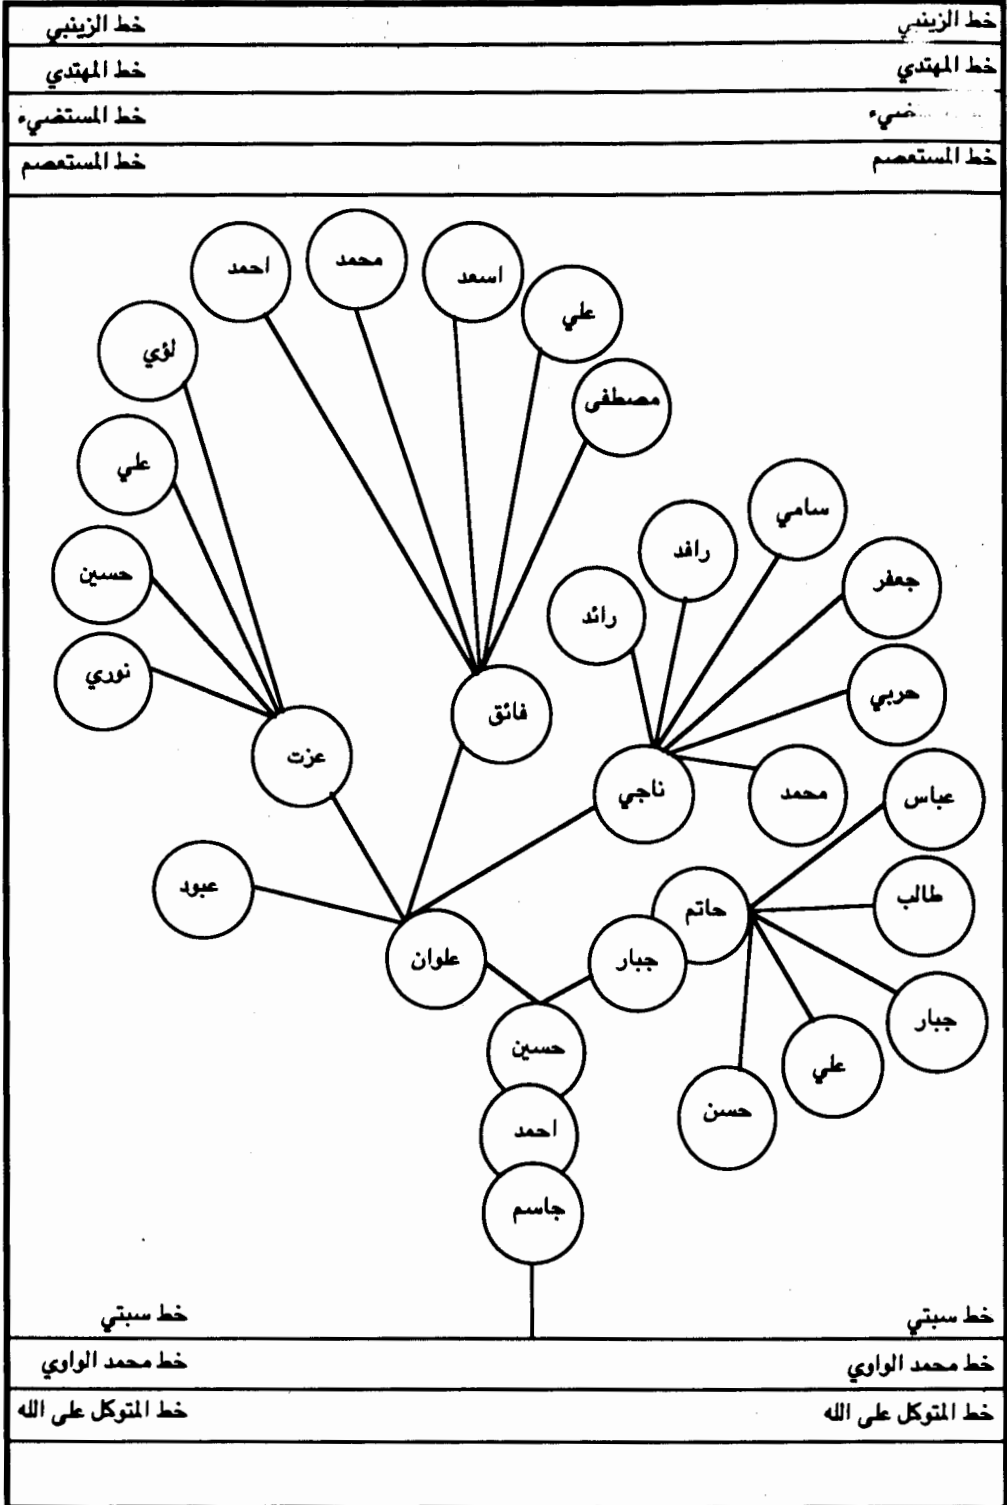 خط الزينبي خط الزينبي
خط المهتدي خط المهتدي
خط المستضيء
خط المستعصم خط المستعصم
احمد محمد اسعد علي
لؤي مصطفى
علي سامي
رافد
حسين رائد جعفر
نوري حربي
عزت فائق ناجي محمد عباس
عبود حاتم طالب
علوان جبار
حسين علي جبار
احمد حسن
جاسم
خط سبتي خط سبتي
خط محمد الواوي خط محمد الواوي
خط المتوكل على الله خط المتوكل على الله